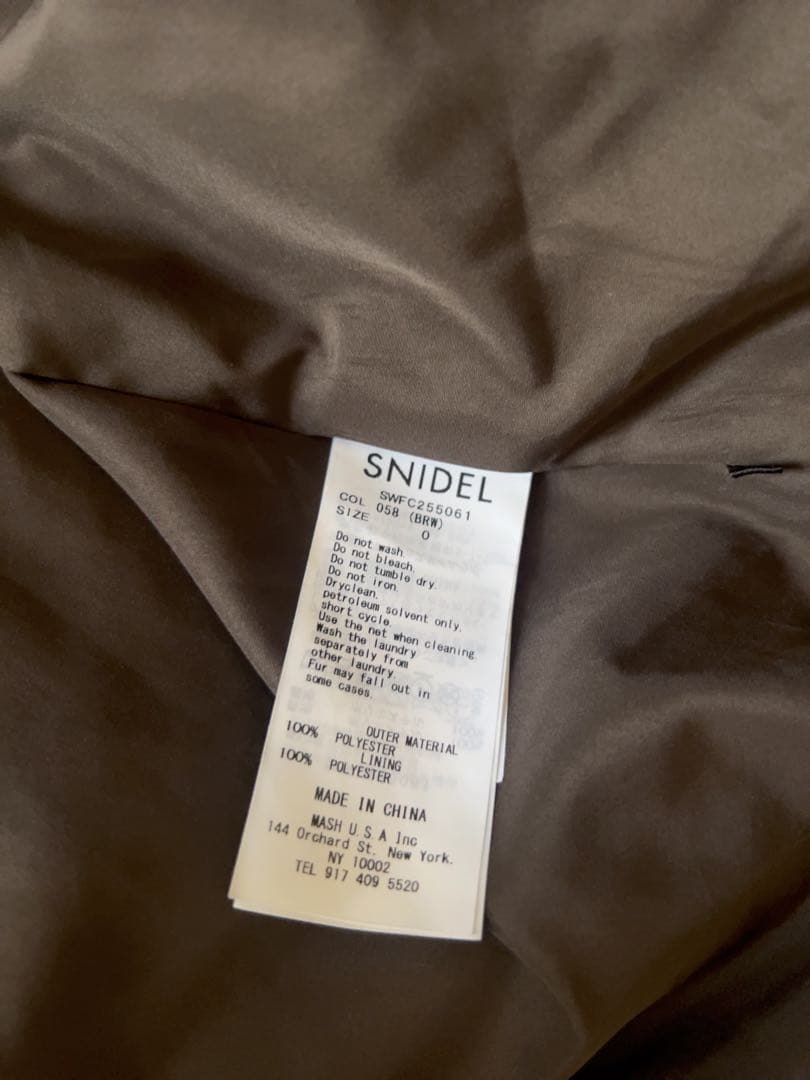 SNIDEL
SWFC255061
COL 058 (BRW)
SIZE 0
Do not wash
Do not bleach.
Do not tumble dry.
Do not iron.
Dryclean.
petroleum solvent only.
short cycle.
Use the net when cleaning.
Wash the laundry
separately from
other laundry.
Fur may fall out in
some cases.
OUTER MATERIAL
100% POLYESTER
LINING
100% POLYESTER
MADE IN CHINA
MASH U.S.A Inc
144 Orchard St. New York.
NY 10002
TEL 917 409 5520